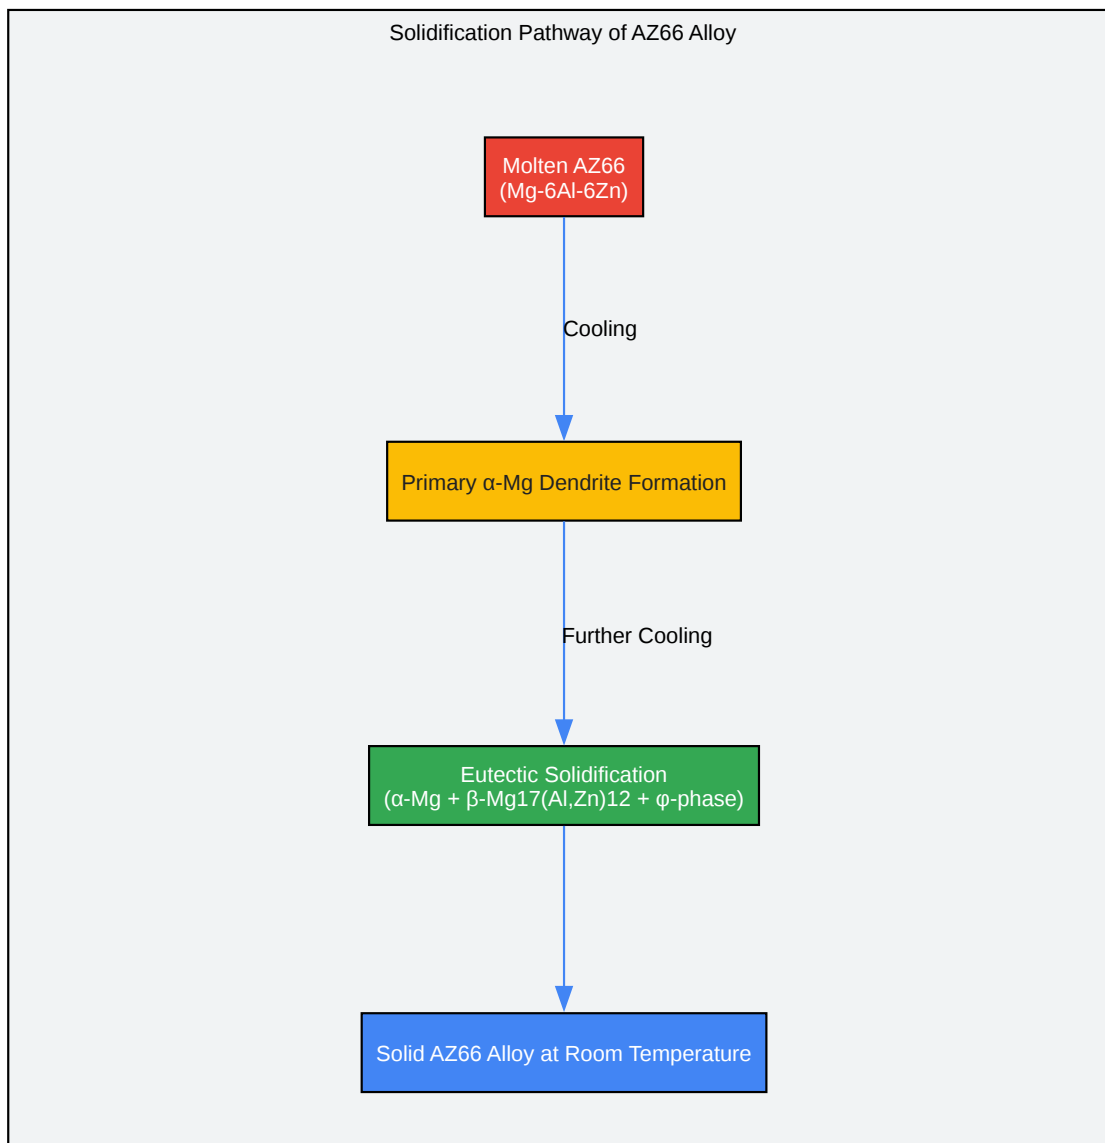 Solidification Pathway of AZ66 Alloy
Molten AZ66
(Mg-6Al-6Zn)
Cooling
Primary α-Mg Dendrite Formation
Further Cooling
Eutectic Solidification
(α-Mg + β-Mg17(Al,Zn)12 + φ-phase)
Solid AZ66 Alloy at Room Temperature